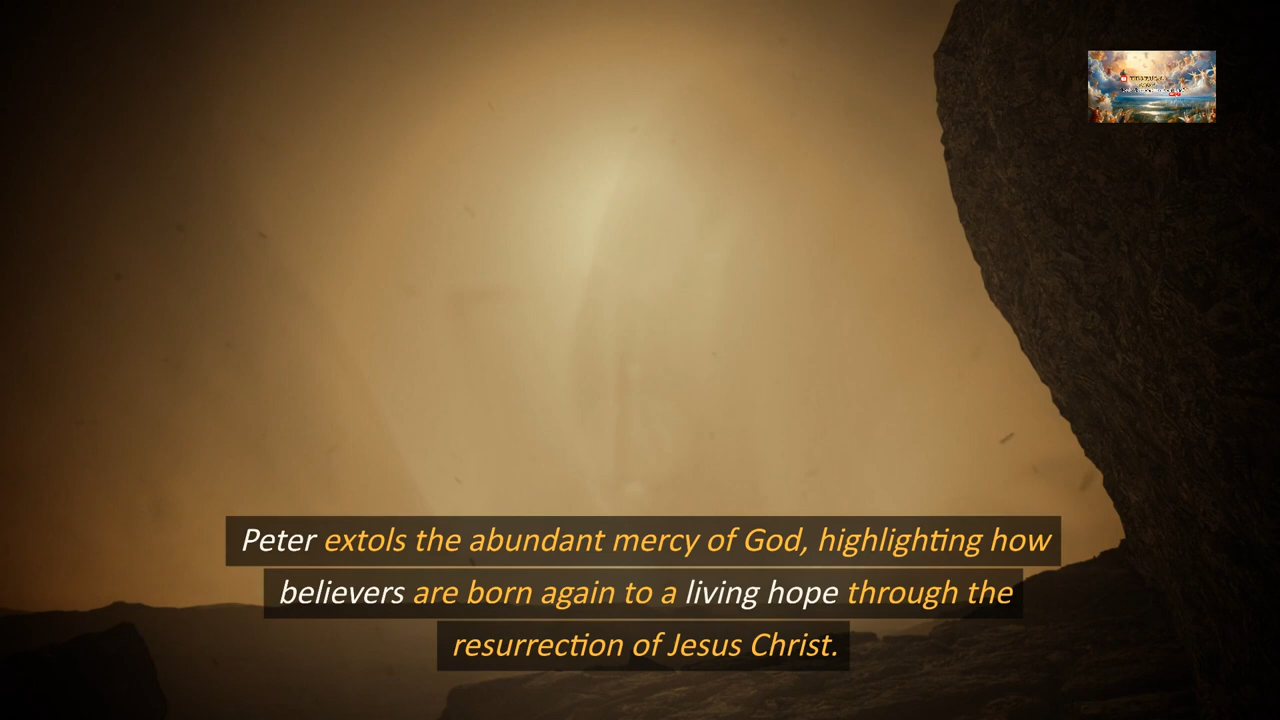 Peter extols the abundant mercy of God, highlighting how
believers are born again to a living hope through the
resurrection of Jesus Christ.